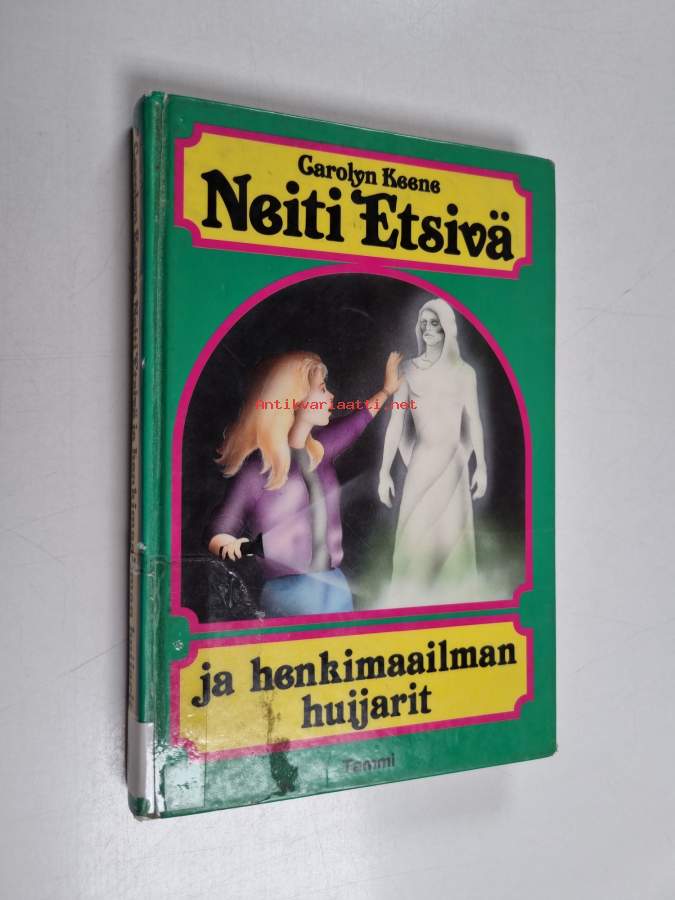 Carolyn Keene
Neiti Etsivä
Antikvariaatti.net
ja henkimaailman
huijarit
Tammi